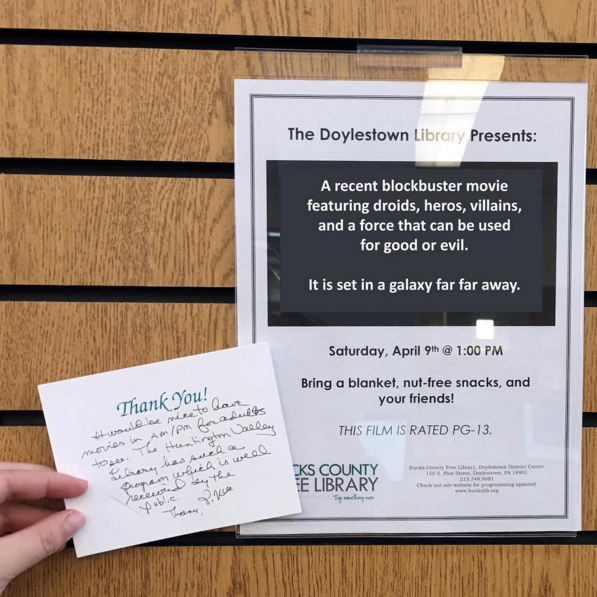 The Doylestown Library Presents:
A recent blockbuster movie
featuring droids, heros, villains,
and a force that can be used
for good or evil.
It is set in a galaxy far far away.
Saturday, April 9th @ 1:00 PM
Bring a blanket, nut-free snacks, and
your friends!
THIS FILM IS RATED PG-13.
CKS COUNTY
EE LIBRARY
Try something new
Bucks County Free Library, Doylestown District Center
150 S. Pine Street, Doylestown, PA 18901
215.348.9081
Check out our website for programming updates!
www.buckslib.org
Thank You!
It would be nice to have
movies in AM/PM for adults
too. The Huntingdon Valley
Library has such a
program which is well
received by the
public.
Thanx,